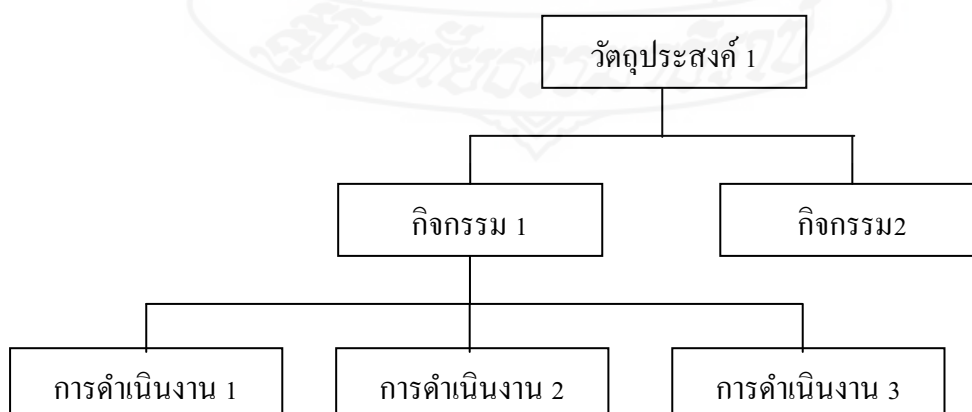 วัตถุประสงค์ 1
กิจกรรม 1
กิจกรรม2
การดำเนินงาน 1
การดำเนินงาน 2
การดำเนินงาน 3